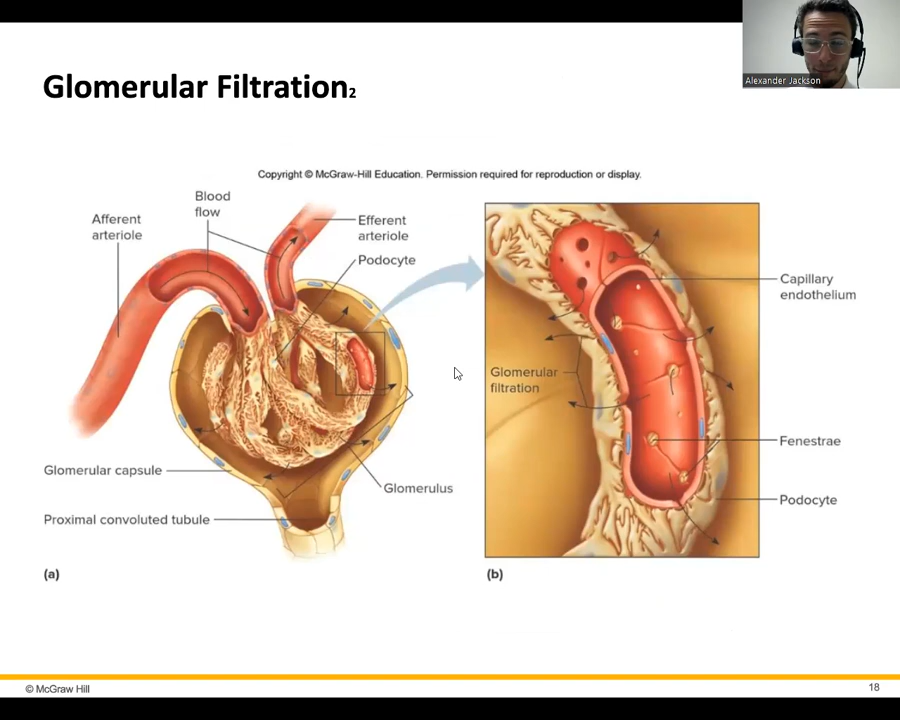 Alexander Jackson
Glomerular Filtration2
Copyright © McGraw-Hill Education. Permission required for reproduction or display.
Blood
flow
Afferent
arteriole
Efferent
arteriole
Podocyte
Glomerular capsule
Glomerulus
Proximal convoluted tubule
(a)
Capillary
endothelium
Glomerular
filtration
Fenestrae
Podocyte
(b)
© McGraw Hill
18